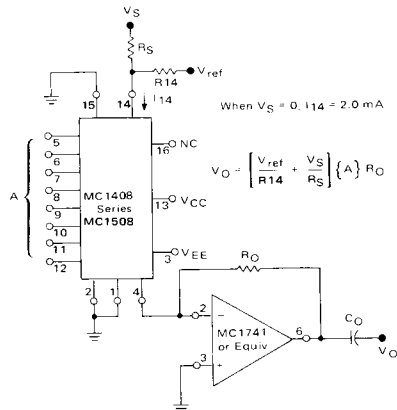 VS
RS
Vref
R14
I14
15
14
When VS = 0, I14 = 2.0 mA
A
5
6
7
8
9
10
11
12
MC1408
Series
MC1508
16 NC
13 VCC
3 VEE
VO = [Vref/R14 + VS/RS] {A} RO
2
1
4
RO
2
−
MC1741
or Equiv
6
3
+
CO
VO